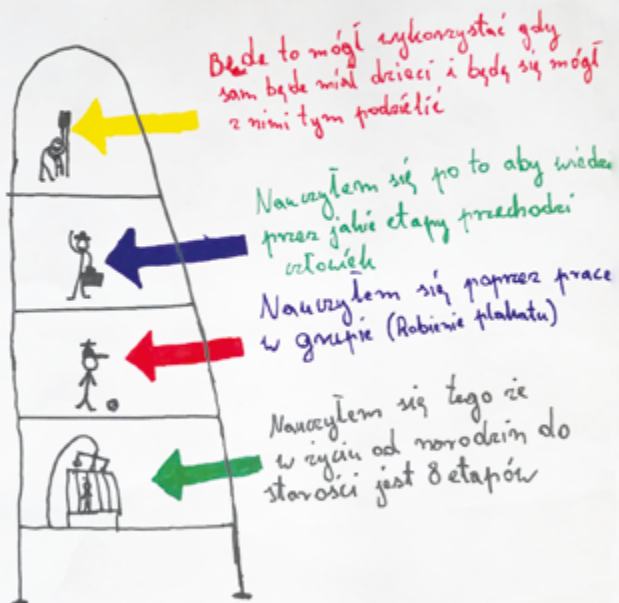 Będe to mógł wykorzystać gdy
sam będe miał dzieci i będę się mógł
z nimi tym podzielić
Nauczyłem się po to aby wiedzi
przez jakie etapy przechodzi
człowiek
Nauczyłem się poprzez prace
w grupie (Robienie plakatu)
Nauczyłem się tego że
w życiu od narodzin do
starości jest 8 etapów